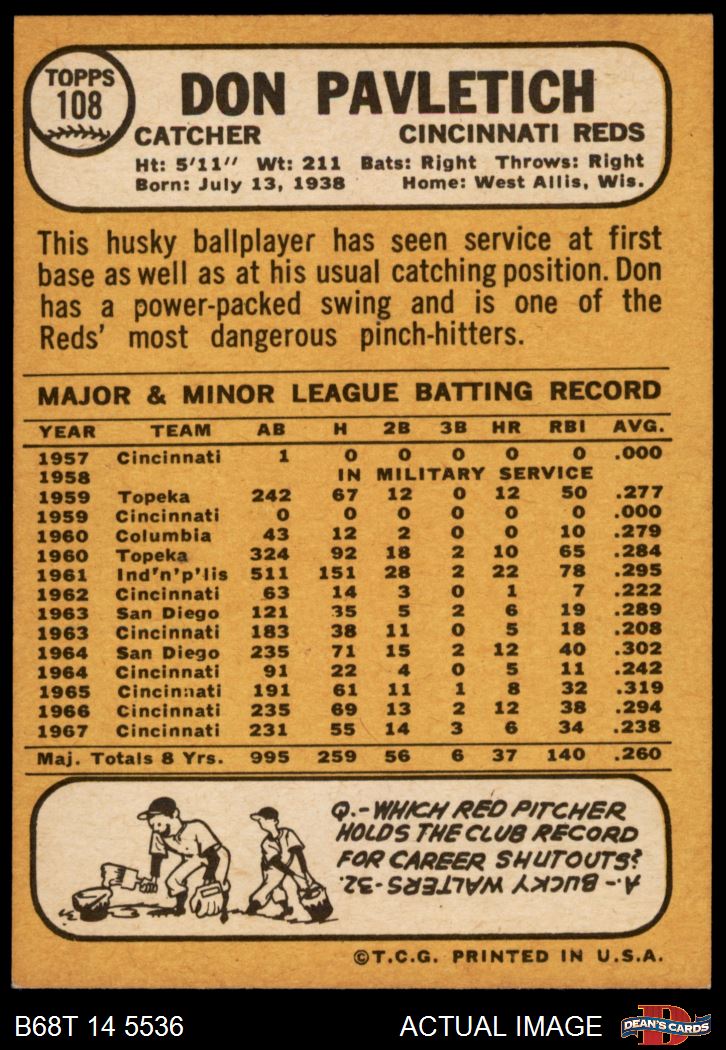 TOPPS
108
DON PAVLETICH
CATCHER CINCINNATI REDS
Ht: 5'11" Wt: 211 Bats: Right Throws: Right
Born: July 13, 1938 Home: West Allis, Wis.
This husky ballplayer has seen service at first
base as well as at his usual catching position. Don
has a power-packed swing and is one of the
Reds' most dangerous pinch-hitters.
MAJOR & MINOR LEAGUE BATTING RECORD
YEAR TEAM AB H 2B 3B HR RBI AVG.
1957 Cincinnati 1 0 0 0 0 0 .000
1958 IN MILITARY SERVICE
1959 Topeka 242 67 12 0 12 50 .277
1959 Cincinnati 0 0 0 0 0 0 .000
1960 Columbia 43 12 2 0 0 10 .279
1960 Topeka 324 92 18 2 10 65 .284
1961 Ind'n'p'lis 511 151 28 2 22 78 .295
1962 Cincinnati 63 14 3 0 1 7 .222
1963 San Diego 121 35 5 2 6 19 .289
1963 Cincinnati 183 38 11 0 5 18 .208
1964 San Diego 235 71 15 2 12 40 .302
1964 Cincinnati 91 22 4 0 5 11 .242
1965 Cincinnati 191 61 11 1 8 32 .319
1966 Cincinnati 235 69 13 2 12 38 .294
1967 Cincinnati 231 55 14 3 6 34 .238
Maj. Totals 8 Yrs. 995 259 56 6 37 140 .260
Q.-WHICH RED PITCHER
HOLDS THE CLUB RECORD
FOR CAREER SHUTOUTS?
A.-BUCKY WALTERS-32.
©T.C.G. PRINTED IN U.S.A.
B68T 14 5536 ACTUAL IMAGE
D
DEAN'S CARDS